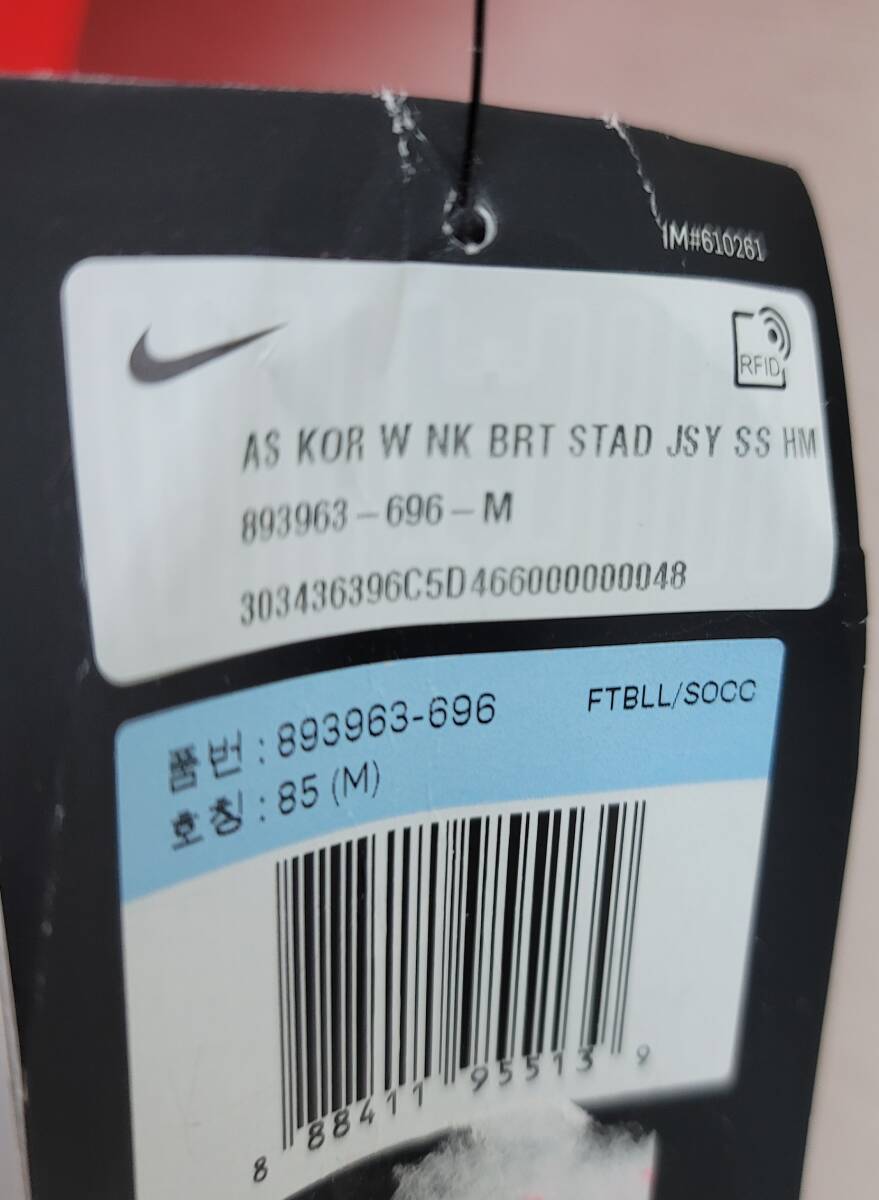 IM#610261
RFID
AS KOR W NK BRT STAD JSY SS HM
893963-696-M
303436396C5D466000000048
품번 : 893963-696
FTBLL/SOCC
호칭 : 85 (M)
8 88411 95513 9